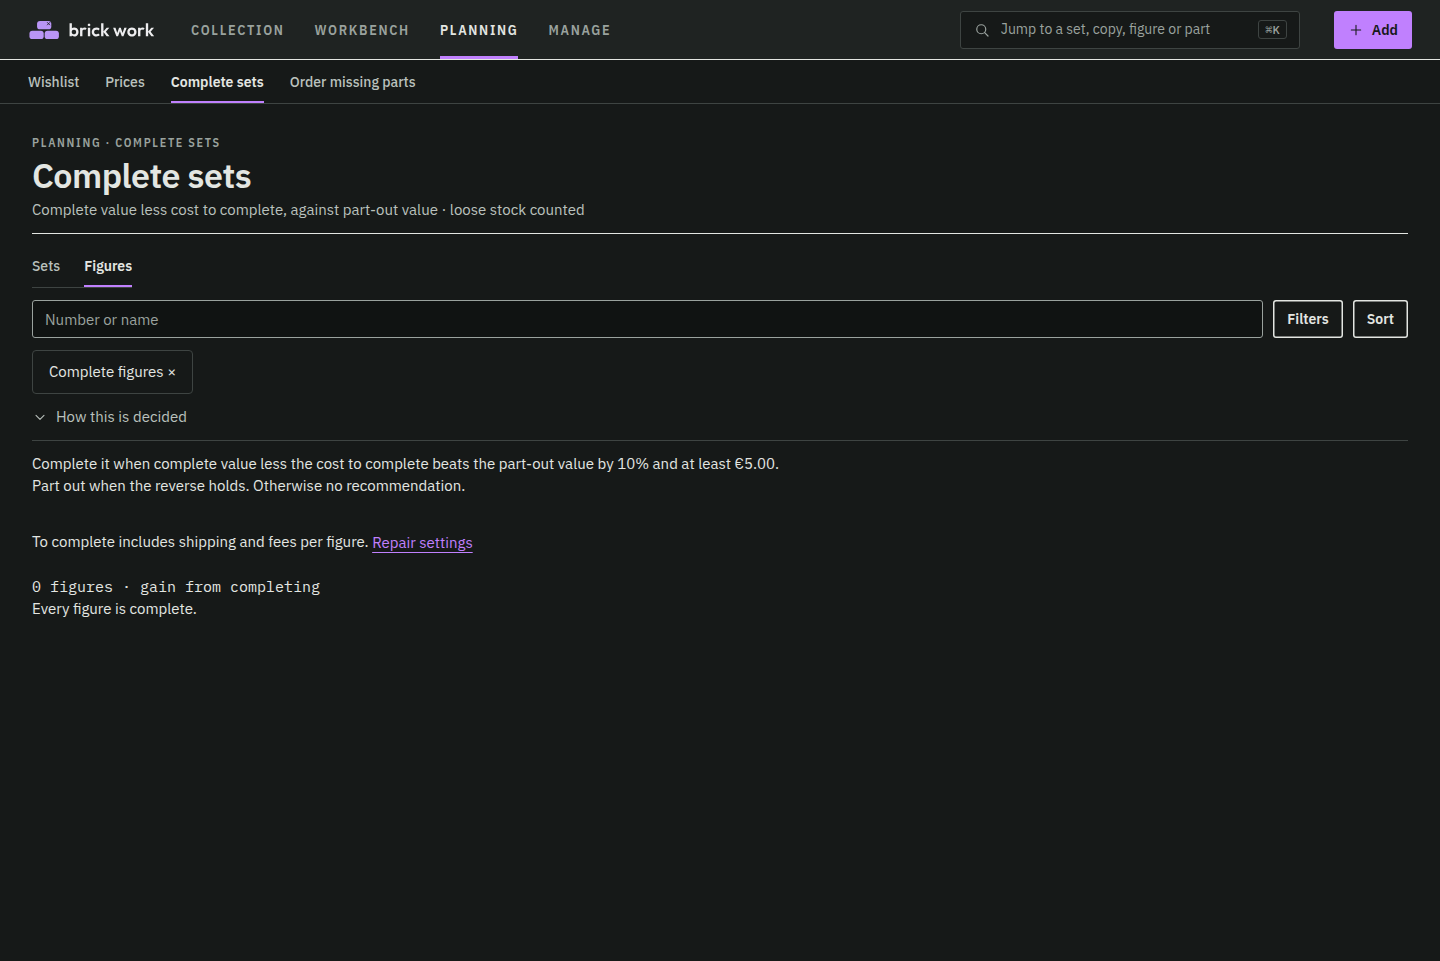 brick work
COLLECTION
WORKBENCH
PLANNING
MANAGE
Jump to a set, copy, figure or part
⌘K
+ Add
Wishlist
Prices
Complete sets
Order missing parts
PLANNING · COMPLETE SETS
Complete sets
Complete value less cost to complete, against part-out value · loose stock counted
Sets
Figures
Number or name
Filters
Sort
Complete figures ×
How this is decided
Complete it when complete value less the cost to complete beats the part-out value by 10% and at least €5.00.
Part out when the reverse holds. Otherwise no recommendation.
To complete includes shipping and fees per figure. Repair settings
0 figures · gain from completing
Every figure is complete.